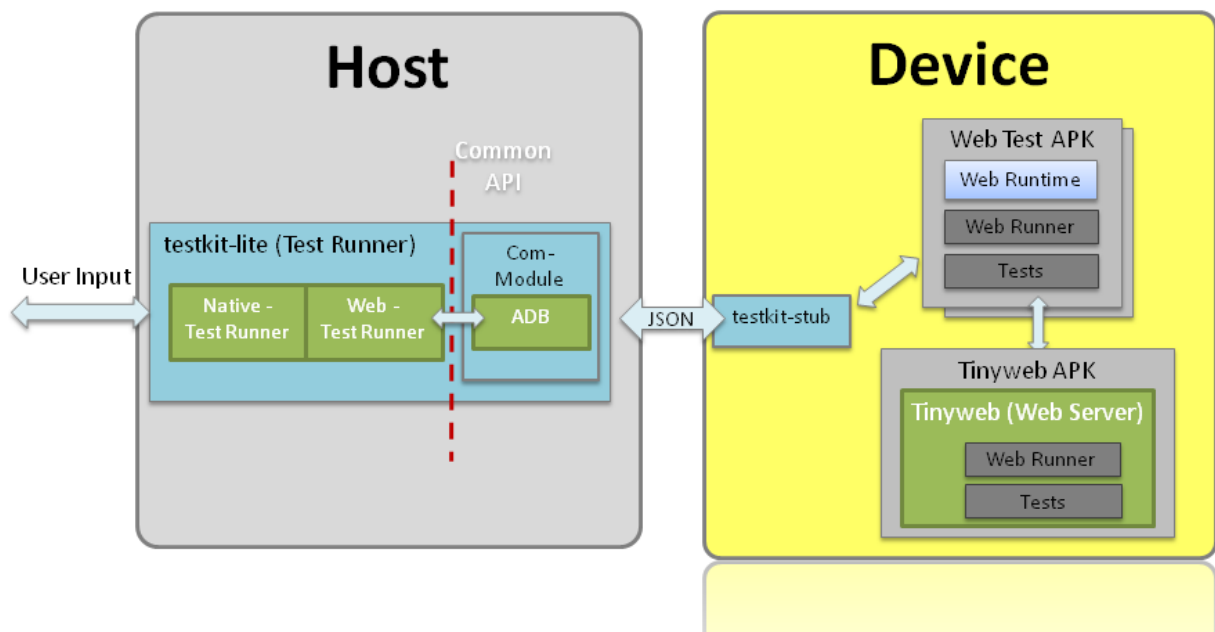 Host
Common
API
User Input
testkit-lite (Test Runner)
Native -
Test Runner
Web -
Test Runner
Com-
Module
ADB
JSON
Device
Web Test APK
Web Runtime
Web Runner
Tests
testkit-stub
Tinyweb APK
Tinyweb (Web Server)
Web Runner
Tests